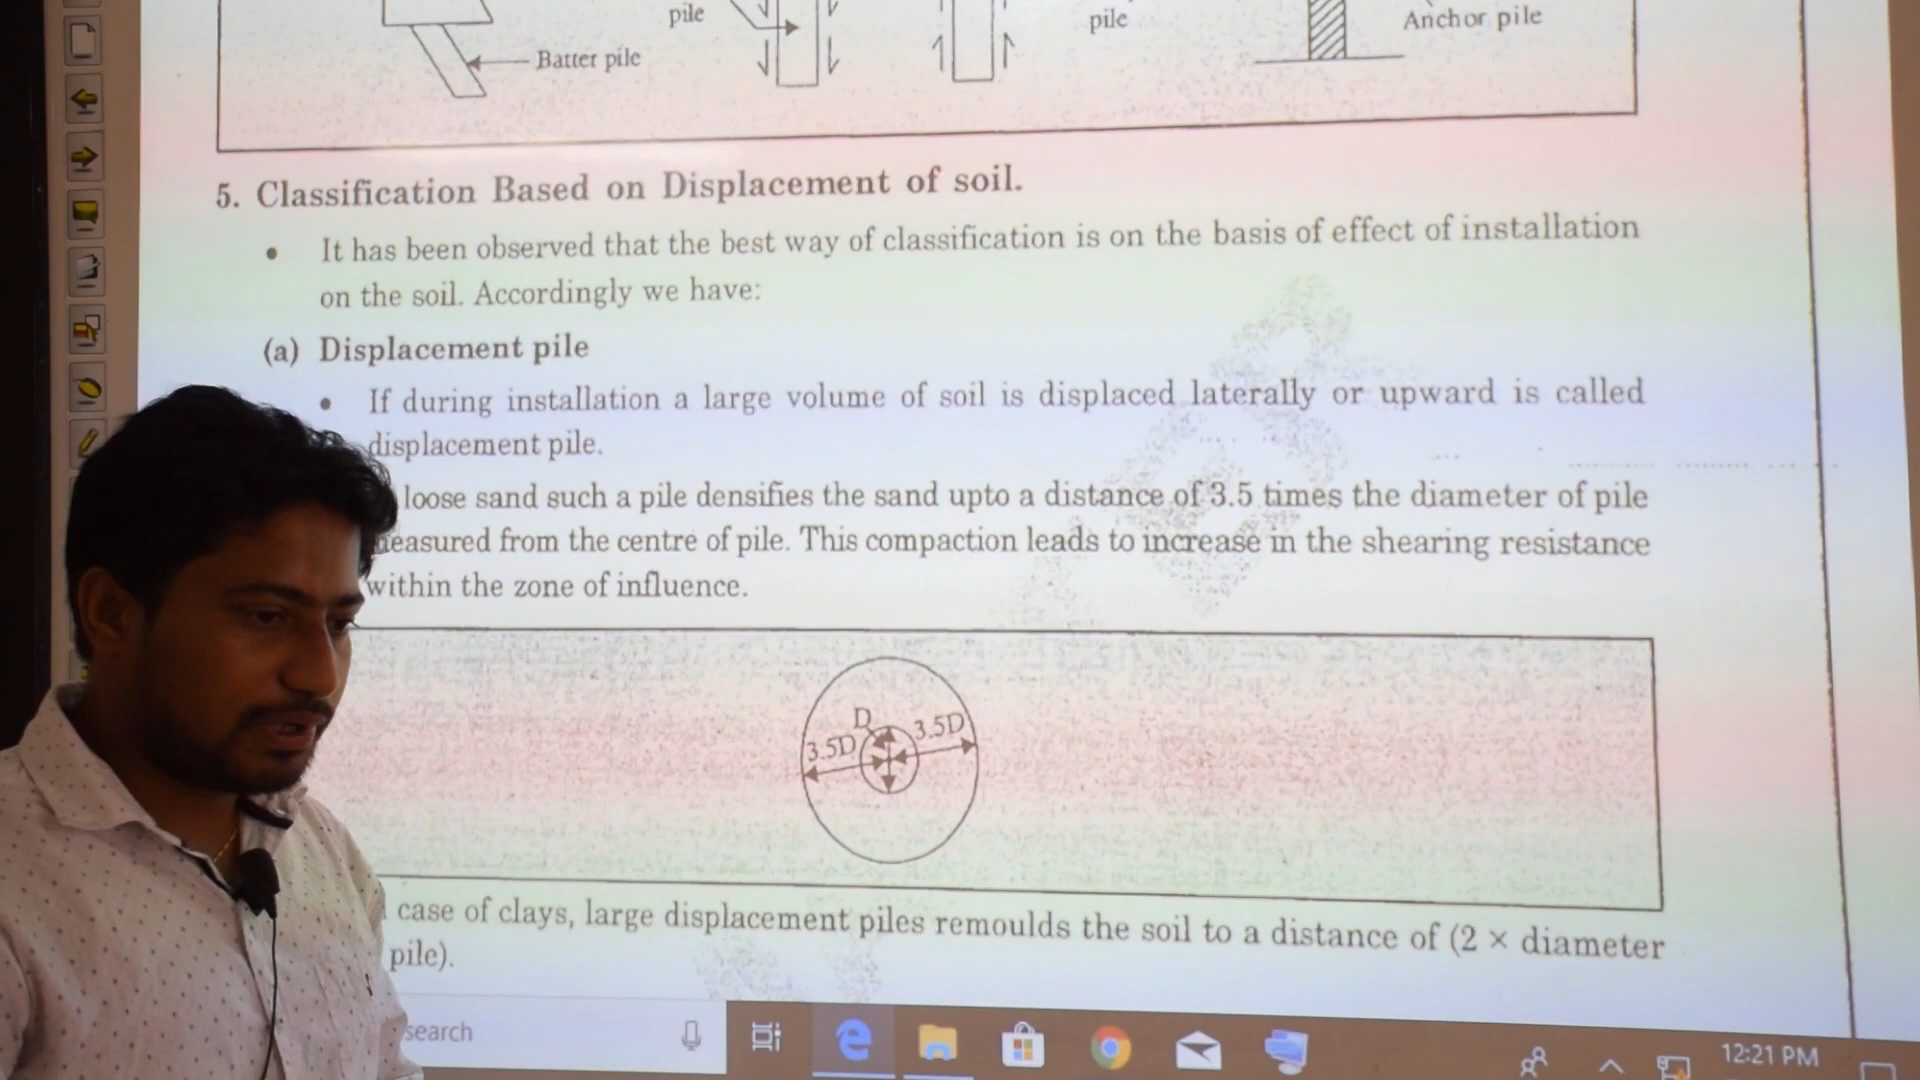 pile
pile
Anchor pile
Batter pile
5. Classification Based on Displacement of soil.
• It has been observed that the best way of classification is on the basis of effect of installation
on the soil. Accordingly we have:
(a) Displacement pile
• If during installation a large volume of soil is displaced laterally or upward is called
displacement pile.
loose sand such a pile densifies the sand upto a distance of 3.5 times the diameter of pile
measured from the centre of pile. This compaction leads to increase in the shearing resistance
within the zone of influence.
D
3.5D
3.5D
case of clays, large displacement piles remoulds the soil to a distance of (2 × diameter
pile).
search
12:21 PM